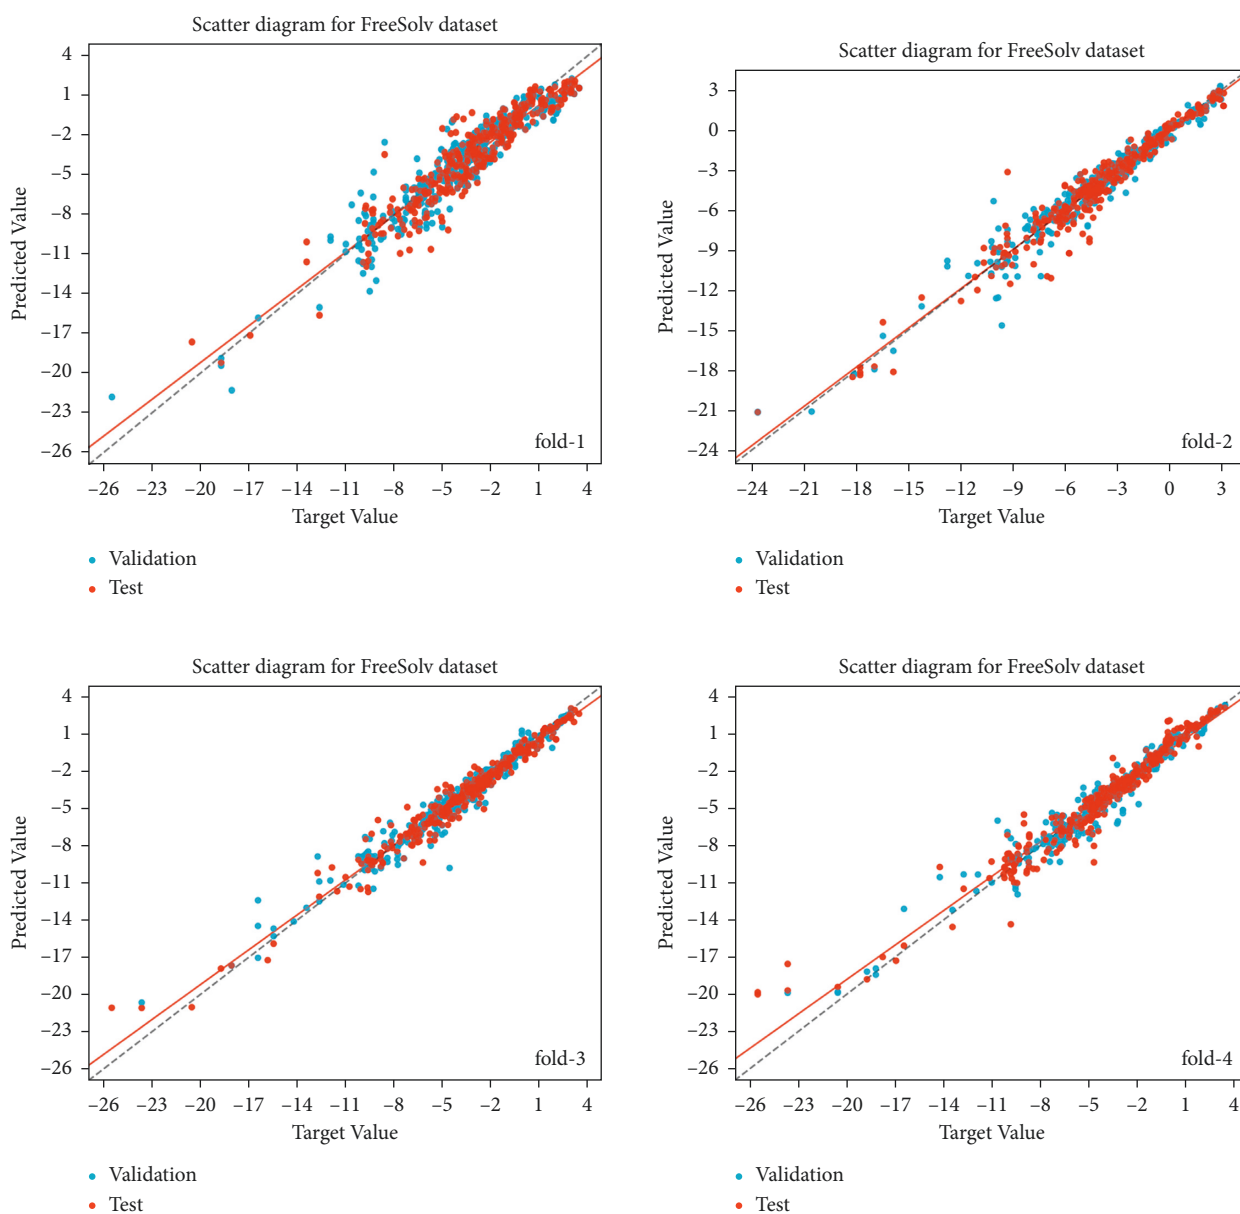 Scatter diagram for FreeSolv dataset
Predicted Value
4
1
−2
−5
−8
−11
−14
−17
−20
−23
−26
fold-1
−26 −23 −20 −17 −14 −11 −8 −5 −2 1 4
Target Value
Validation
Test
Scatter diagram for FreeSolv dataset
Predicted Value
3
0
−3
−6
−9
−12
−15
−18
−21
−24
fold-2
−24 −21 −18 −15 −12 −9 −6 −3 0 3
Target Value
Validation
Test
Scatter diagram for FreeSolv dataset
Predicted Value
4
1
−2
−5
−8
−11
−14
−17
−20
−23
−26
fold-3
−26 −23 −20 −17 −14 −11 −8 −5 −2 1 4
Target Value
Validation
Test
Scatter diagram for FreeSolv dataset
Predicted Value
4
1
−2
−5
−8
−11
−14
−17
−20
−23
−26
fold-4
−26 −23 −20 −17 −14 −11 −8 −5 −2 1 4
Target Value
Validation
Test